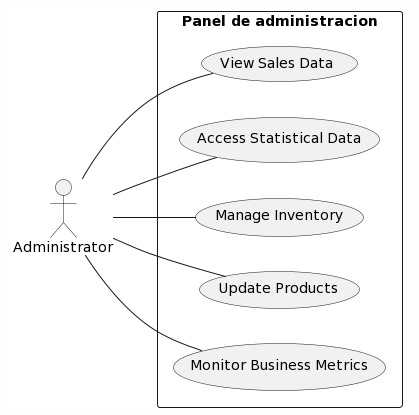 Panel de administracion
View Sales Data
Access Statistical Data
Manage Inventory
Administrator
Update Products
Monitor Business Metrics